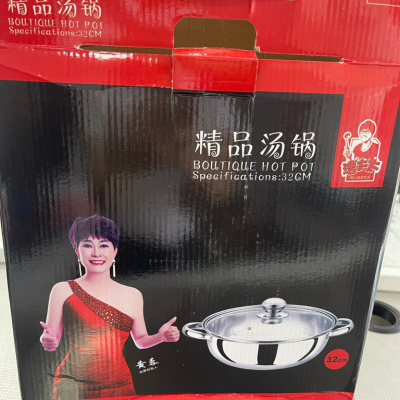 精品汤锅
BOUTIQUE HOT POT
Specifications:32CM
精品汤锅
BOUTIQUE HOT POT
Specifications:32CM
32cm